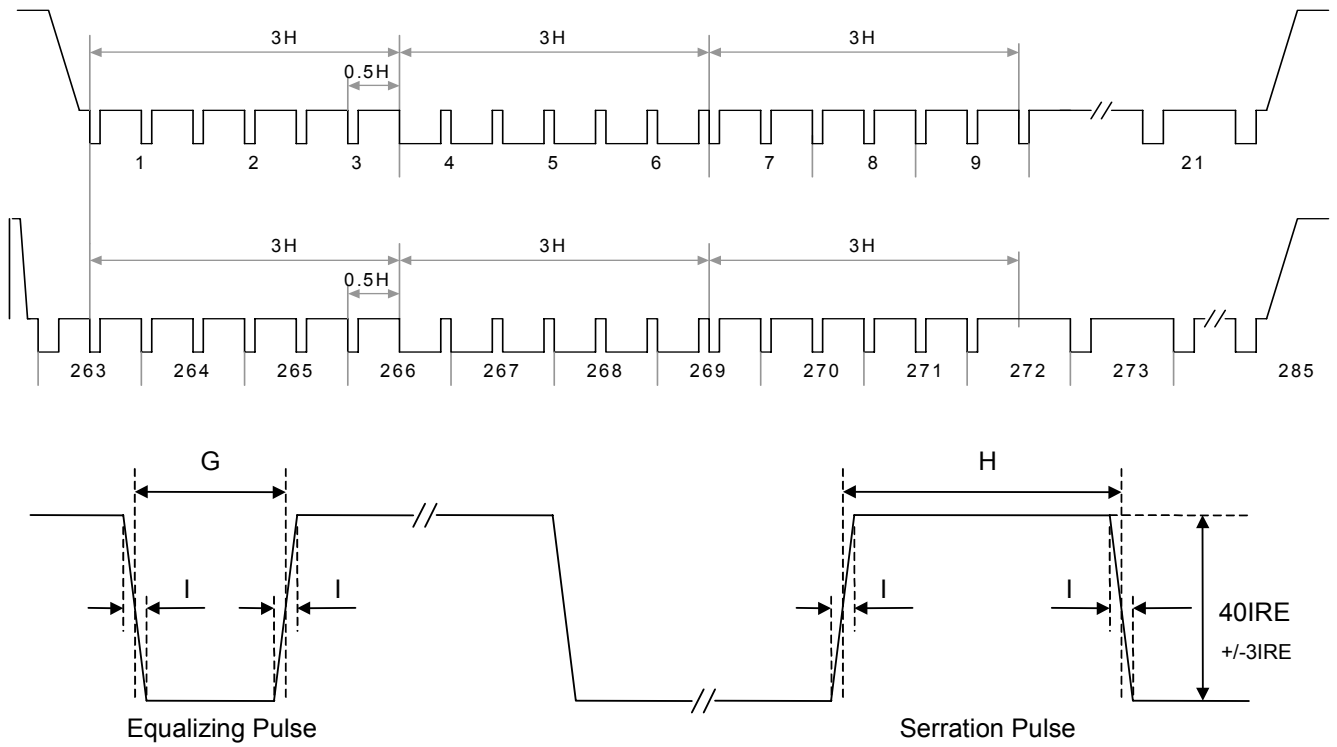 3H 3H 3H
0.5H
1 2 3 4 5 6 7 8 9 21
3H 3H 3H
0.5H
263 264 265 266 267 268 269 270 271 272 273 285
G H
I I I I
40IRE
+/-3IRE
Equalizing Pulse Serration Pulse